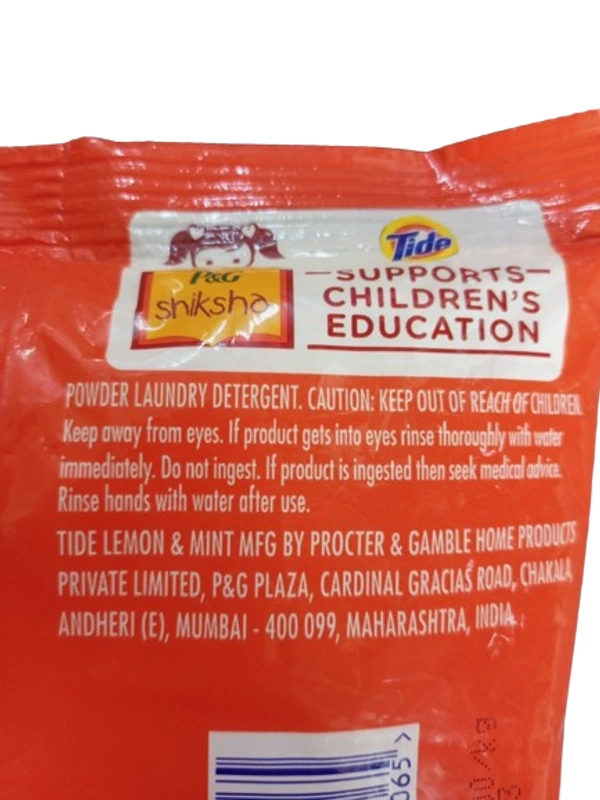 Tide
P&G
shiksha
SUPPORTS
CHILDREN'S
EDUCATION
POWDER LAUNDRY DETERGENT. CAUTION: KEEP OUT OF REACH OF CHILDREN.
Keep away from eyes. If product gets into eyes rinse thoroughly with water
immediately. Do not ingest. If product is ingested then seek medical advice.
Rinse hands with water after use.
TIDE LEMON & MINT MFG BY PROCTER & GAMBLE HOME PRODUCTS
PRIVATE LIMITED, P&G PLAZA, CARDINAL GRACIAS ROAD, CHAKALA,
ANDHERI (E), MUMBAI - 400 099, MAHARASHTRA, INDIA.
065 >